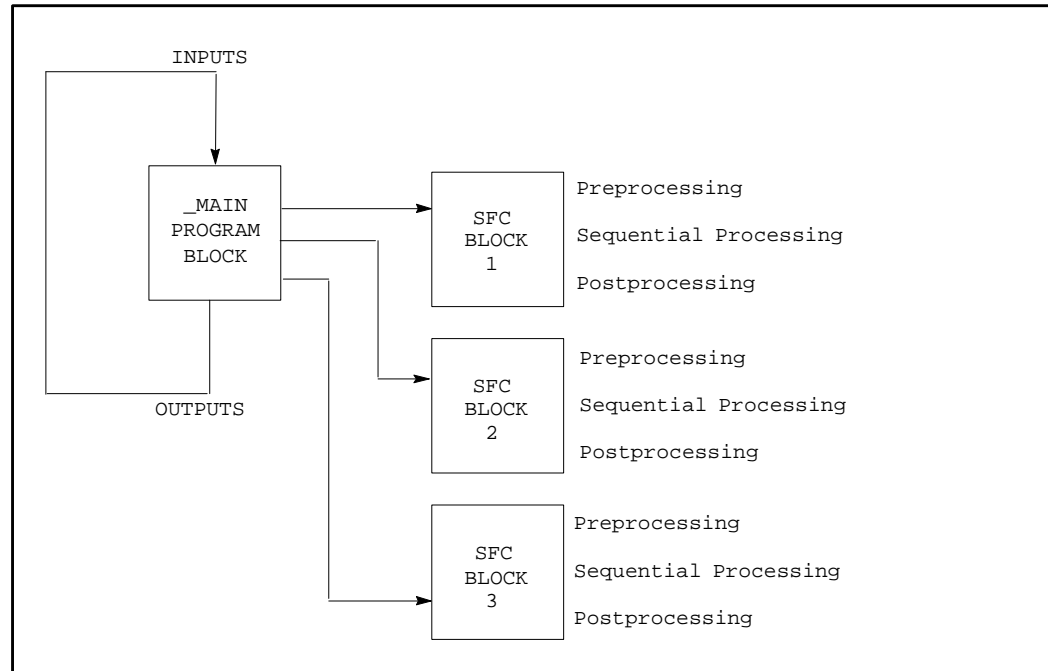 INPUTS
_MAIN
PROGRAM
BLOCK
OUTPUTS
SFC
BLOCK
1
Preprocessing
Sequential Processing
Postprocessing
SFC
BLOCK
2
Preprocessing
Sequential Processing
Postprocessing
SFC
BLOCK
3
Preprocessing
Sequential Processing
Postprocessing